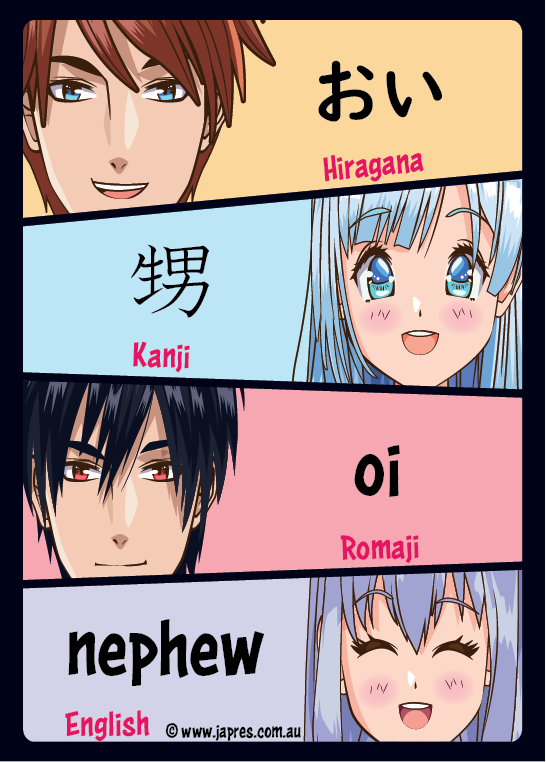 おい
Hiragana
甥
Kanji
oi
Romaji
nephew
English
© www.japres.com.au